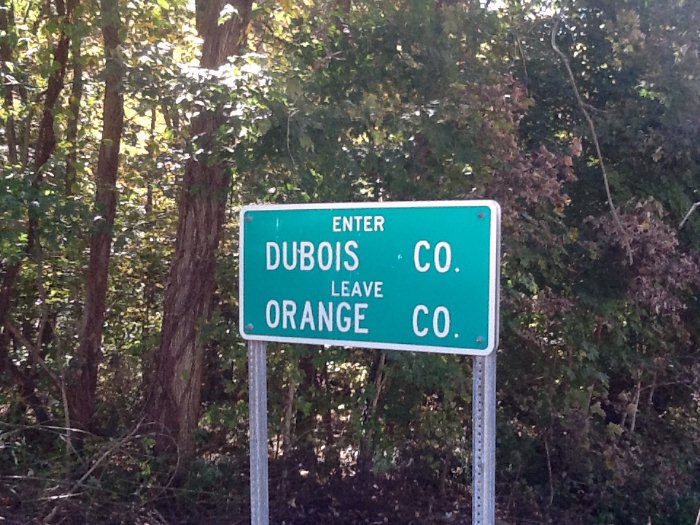 ENTER
DUBOIS CO.
LEAVE
ORANGE CO.